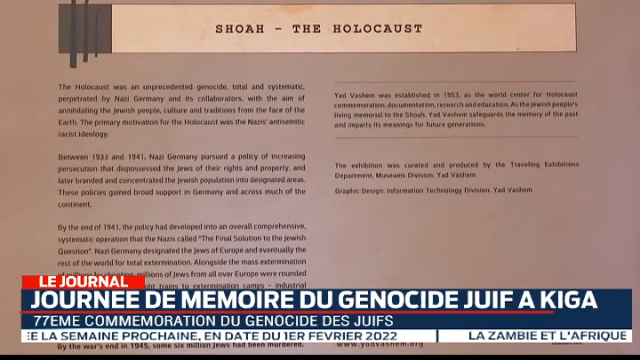 SHOAH - THE HOLOCAUST
The Holocaust was an unprecedented genocide, total and systematic,
perpetrated by Nazi Germany and its collaborators, with the aim of
annihilating the Jewish people, culture and traditions from the face of the
Earth. The primary motivation for the Holocaust was the Nazis' antisemitic
racist ideology.
Between 1933 and 1941, Nazi Germany pursued a policy of increasing
persecution that dispossessed the Jews of their rights and property, and
later branded and concentrated the Jewish population into designated areas.
These policies gained broad support in Germany and across much of the
continent.
By the end of 1941, the policy had developed into an overall comprehensive,
systematic operation that the Nazis called "The Final Solution to the Jewish
Question". Nazi Germany designated the Jews of Europe and eventually the
rest of the world for total extermination. Alongside the mass extermination
millions of Jews from all over Europe were rounded
trains to extermination camps - industrial
By the war's end in 1945, some six million Jews had been murdered.
Yad Vashem was established in 1953, as the world center for Holocaust
commemoration, documentation, research and education. As the Jewish people's
living memorial to the Shoah, Yad Vashem safeguards the memory of the past
and imparts its meanings for future generations.
The exhibition was curated and produced by the Traveling Exhibitions
Department, Museums Division, Yad Vashem
Graphic Design: Information Technology Division, Yad Vashem
www.yadvashem.org
LE JOURNAL
JOURNEE DE MEMOIRE DU GENOCIDE JUIF A KIGA
77EME COMMEMORATION DU GENOCIDE DES JUIFS
E LA SEMAINE PROCHAINE, EN DATE DU 1ER FEVRIER 2022
LA ZAMBIE ET L'AFRIQUE